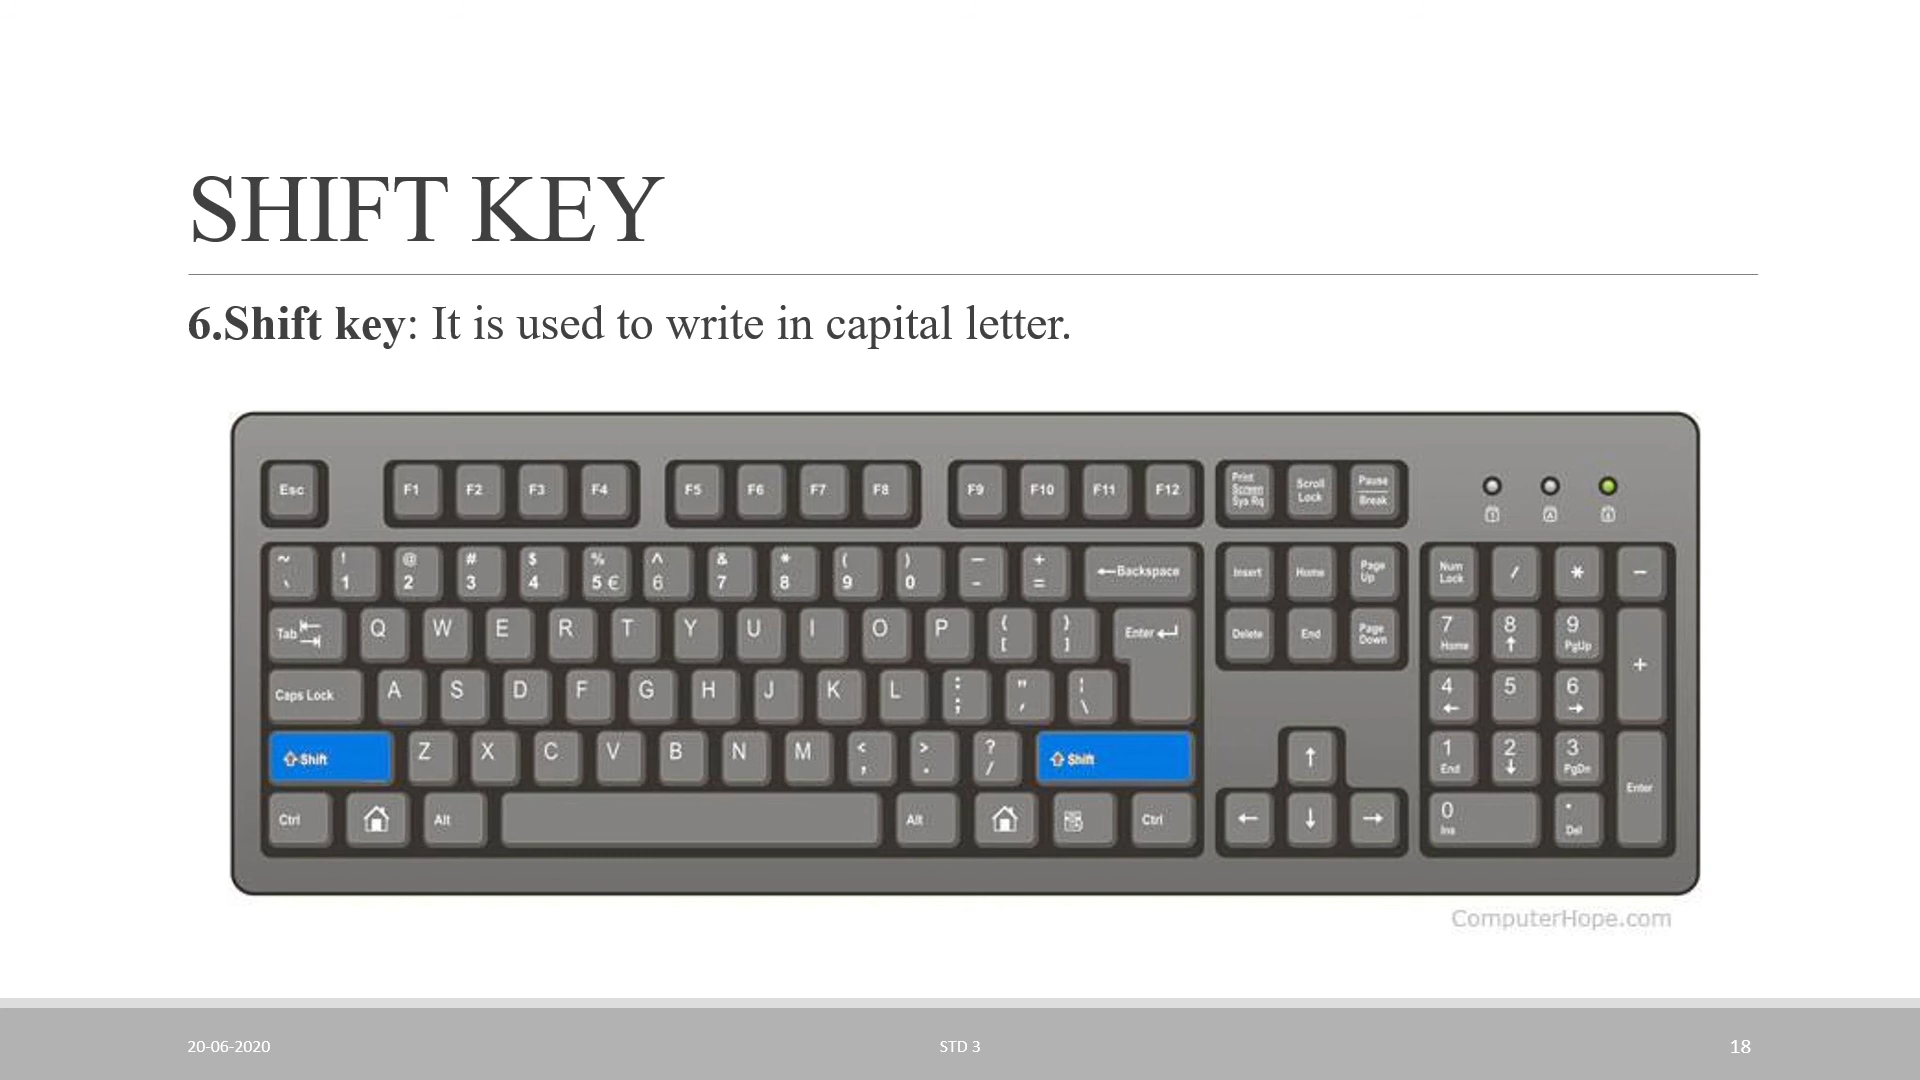 SHIFT KEY
6.Shift key: It is used to write in capital letter.
Esc F1 F2 F3 F4 F5 F6 F7 F8 F9 F10 F11 F12 Print Screen Sys Rq Scroll Lock Pause Break
1 A
~ ! @ # $ % ^ & * ( ) — +
` 1 2 3 4 5 € 6 7 8 9 0 - = ←Backspace Insert Home Page Up Num Lock / * −
Tab Q W E R T Y U I O P { [ } ] Enter Delete End Page Down 7 Home 8 ↑ 9 PgUp +
Caps Lock A S D F G H J K L : ; " ' ¦ \ 4 ← 5 6 →
Shift Z X C V B N M < , > . ? / Shift ↑ 1 End 2 ↓ 3 PgDn Enter
Ctrl Alt Alt Ctrl ← ↓ → 0 Ins . Del
ComputerHope.com
20-06-2020 STD 3 18